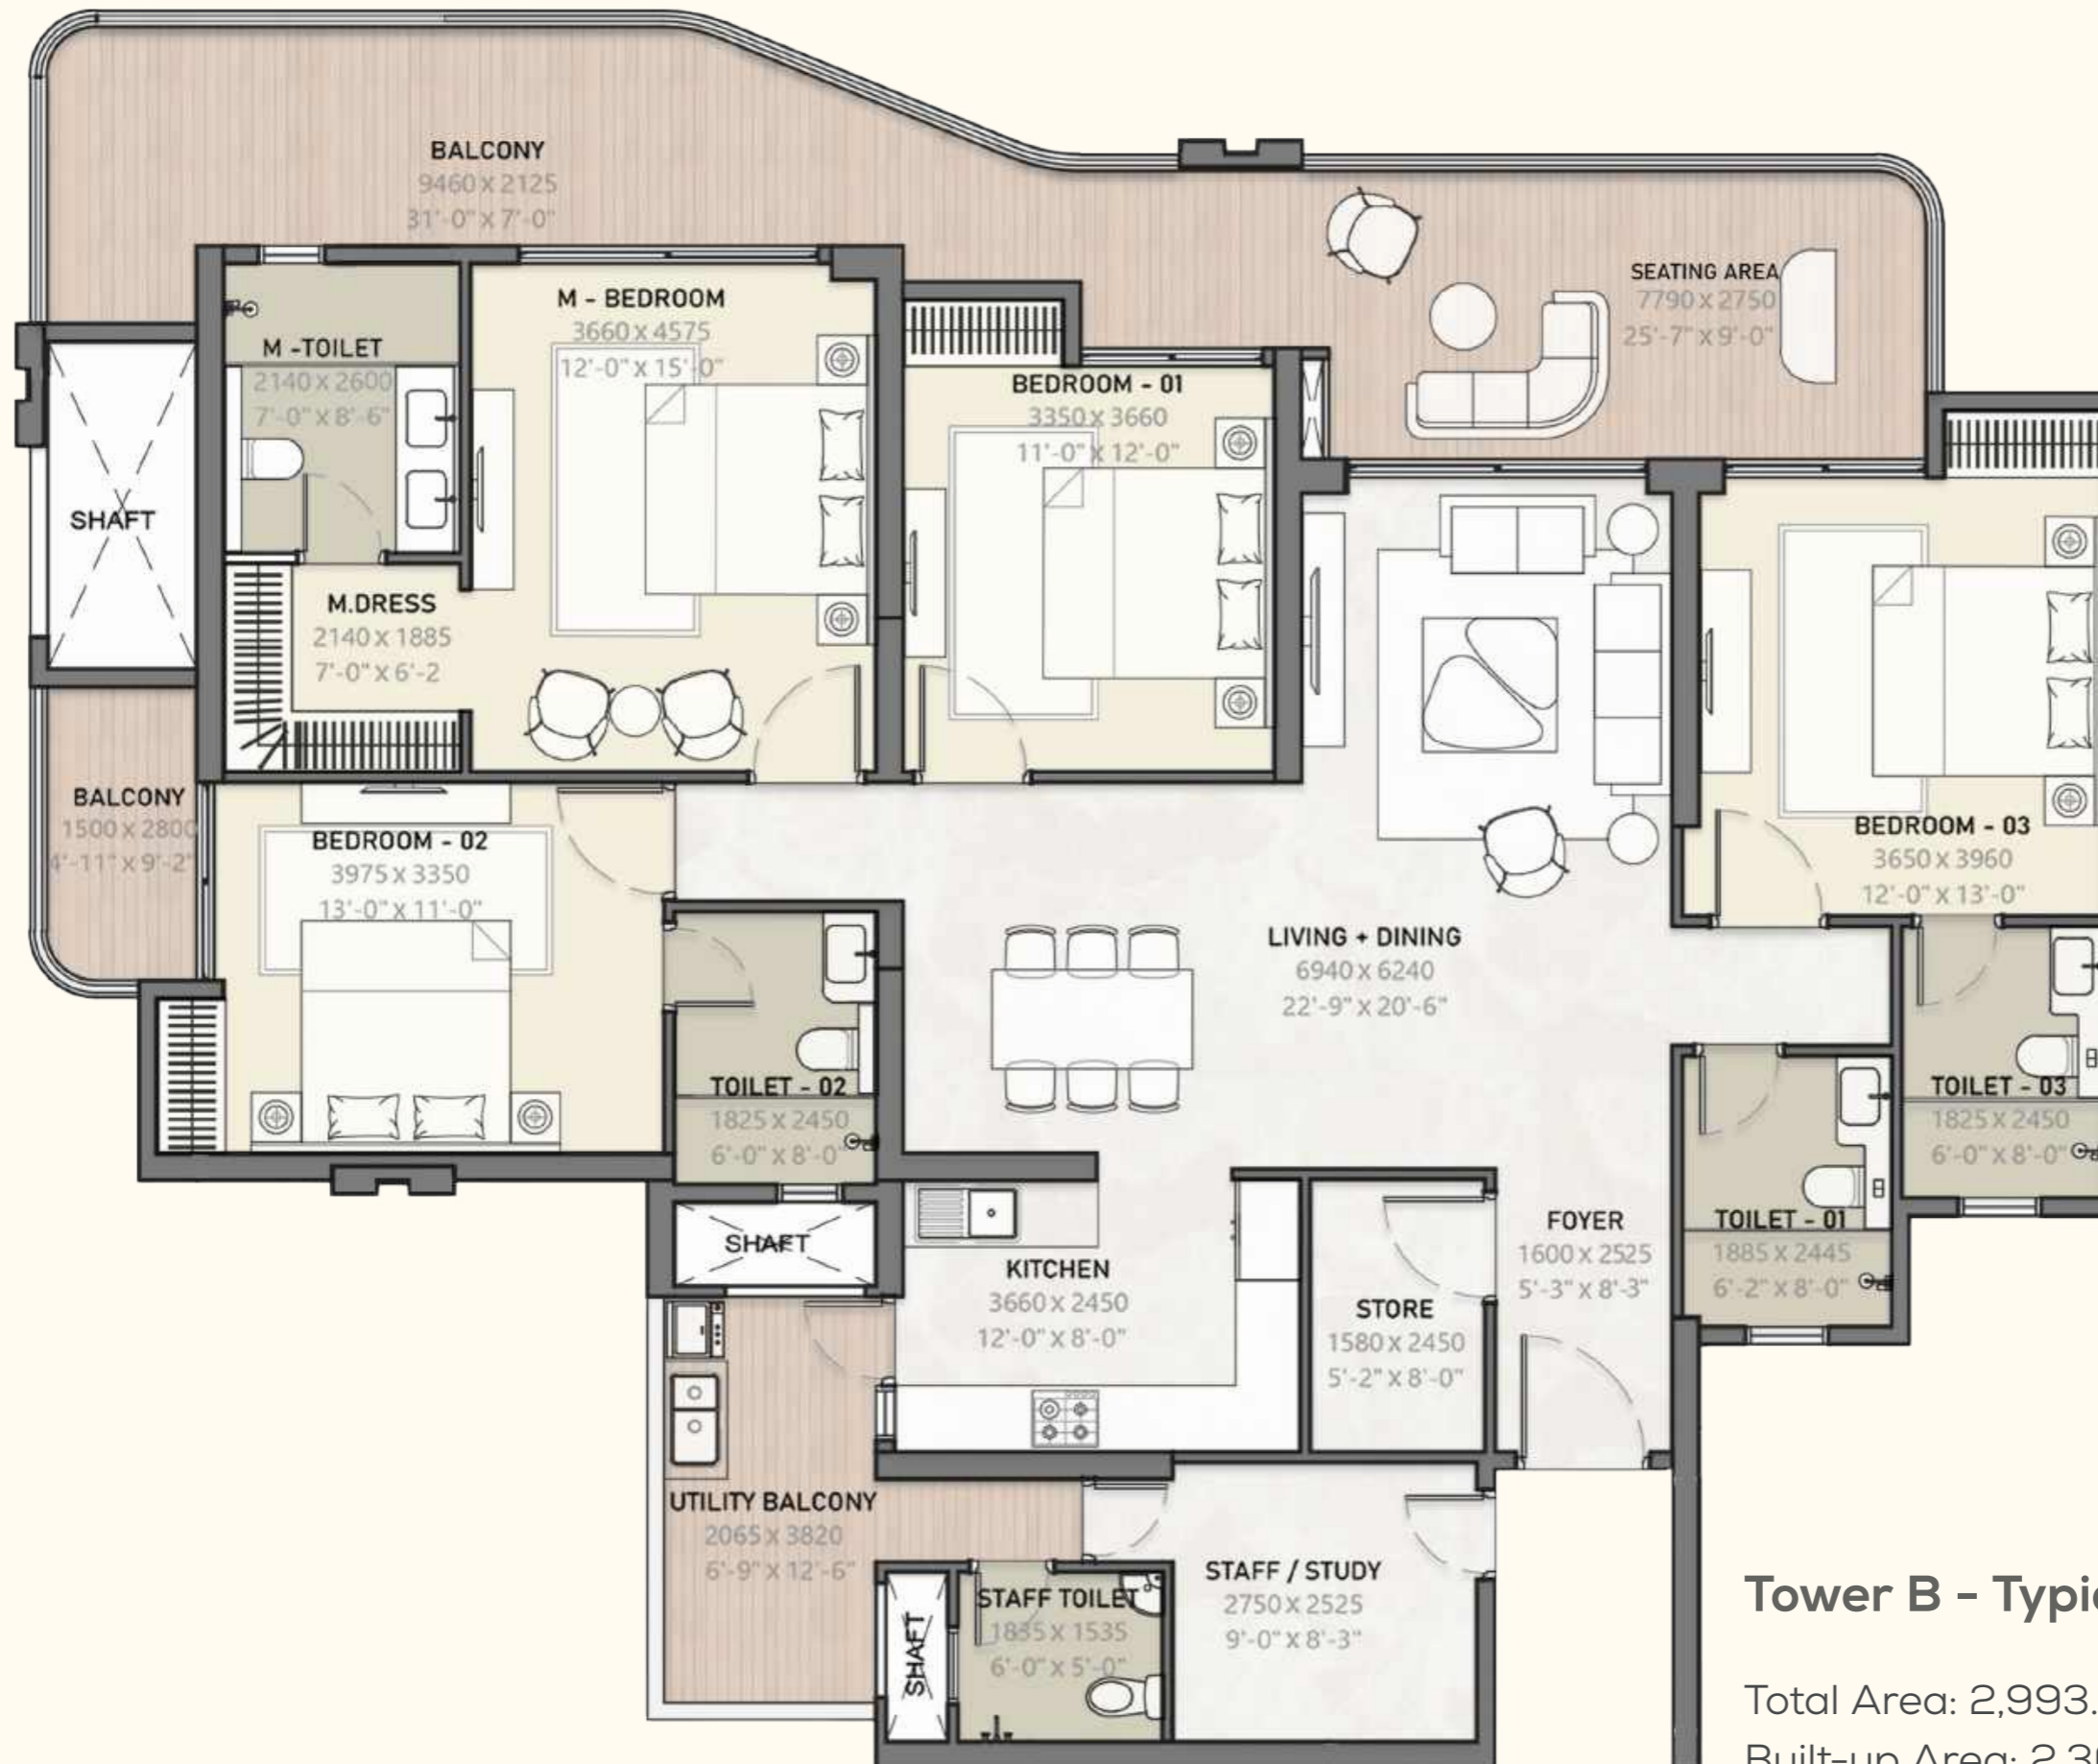 BALCONY
9460 x 2125
31'-0" x 7'-0"
SEATING AREA
7790 x 2750
25'-7" x 9'-0"
M - BEDROOM
3660 x 4575
12'-0" x 15'-0"
M -TOILET
2140 x 2600
7'-0" x 8'-6"
BEDROOM - 01
3350 x 3660
11'-0" x 12'-0"
SHAFT
M.DRESS
2140 x 1885
7'-0" x 6'-2
BALCONY
1500 x 2800
4'-11" x 9'-2"
BEDROOM - 02
3975 x 3350
13'-0" x 11'-0"
BEDROOM - 03
3650 x 3960
12'-0" x 13'-0"
LIVING + DINING
6940 x 6240
22'-9" x 20'-6"
TOILET - 02
1825 x 2450
6'-0" x 8'-0"
TOILET - 03
1825 x 2450
6'-0" x 8'-0"
SHAFT
KITCHEN
3660 x 2450
12'-0" x 8'-0"
STORE
1580 x 2450
5'-2" x 8'-0"
FOYER
1600 x 2525
5'-3" x 8'-3"
TOILET - 01
1885 x 2445
6'-2" x 8'-0"
UTILITY BALCONY
2065 x 3820
6'-9" x 12'-6"
SHAFT
STAFF TOILET
1835 x 1535
6'-0" x 5'-0"
STAFF / STUDY
2750 x 2525
9'-0" x 8'-3"
Tower B - Typi
Total Area: 2,993.
Built-up Area: 2,3